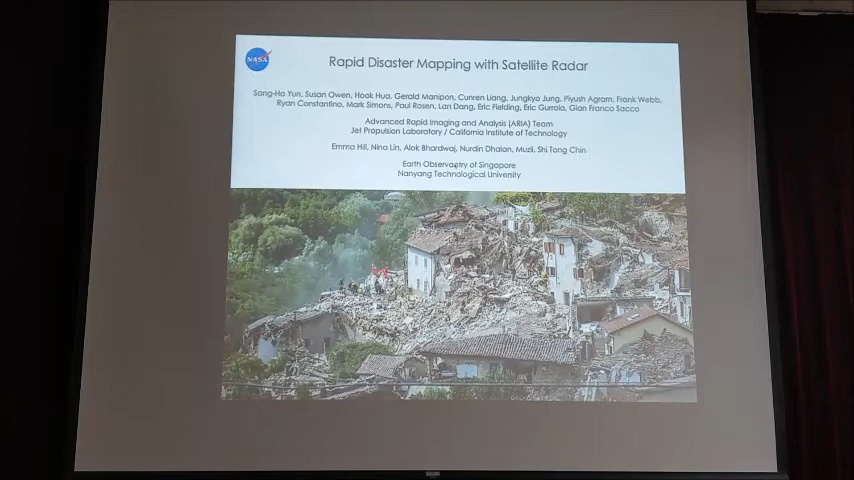 NASA
Rapid Disaster Mapping with Satellite Radar
Sang-Ho Yun, Susan Owen, Hook Hua, Gerald Manipon, Cunren Liang, Jungkyo Jung, Piyush Agram, Frank Webb,
Ryan Constantino, Mark Simons, Paul Rosen, Lan Dang, Eric Fielding, Eric Gurrola, Gian Franco Sacco
Advanced Rapid Imaging and Analysis (ARIA) Team
Jet Propulsion Laboratory / California Institute of Technology
Emma Hill, Nina Lin, Alok Bhardwaj, Nurdin Dhalan, Muzli, Shi Tong Chin
Earth Observatory of Singapore
Nanyang Technological University